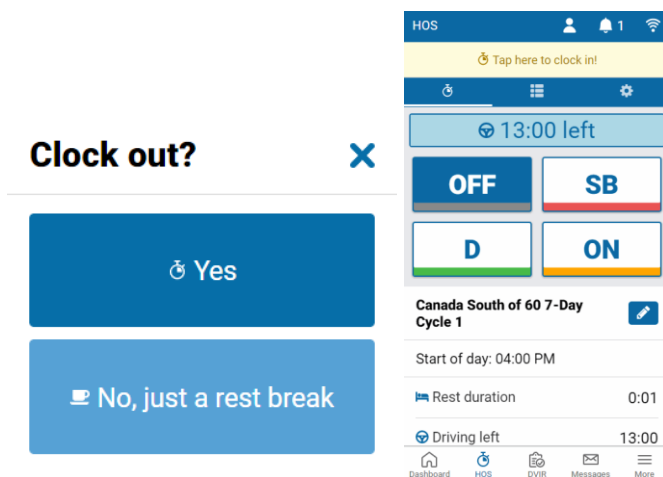 Clock out?
Yes
No, just a rest break
HOS
1
Tap here to clock in!
13:00 left
OFF
SB
D
ON
Canada South of 60 7-Day
Cycle 1
Start of day: 04:00 PM
Rest duration 0:01
Driving left 13:00
Dashboard HOS DVIR Messages More